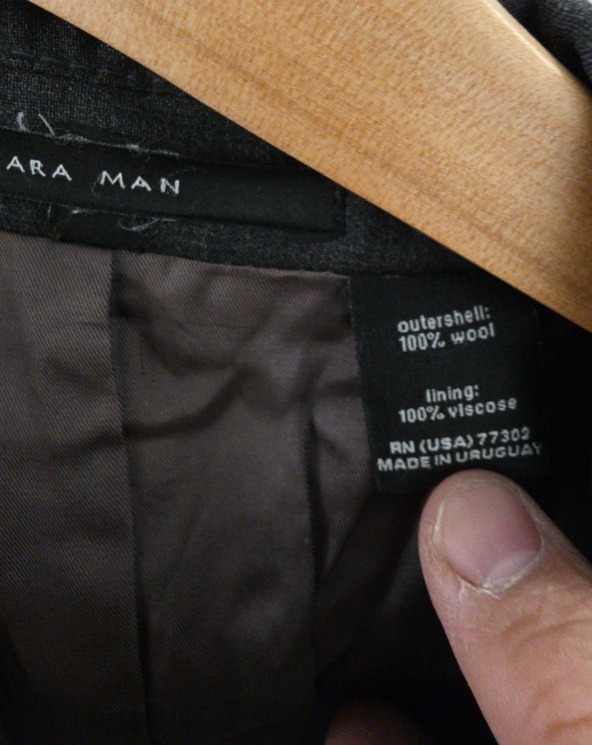 ARA MAN
outershell:
100% wool
lining:
100% viscose
RN (USA) 77302
MADE IN URUGUAY